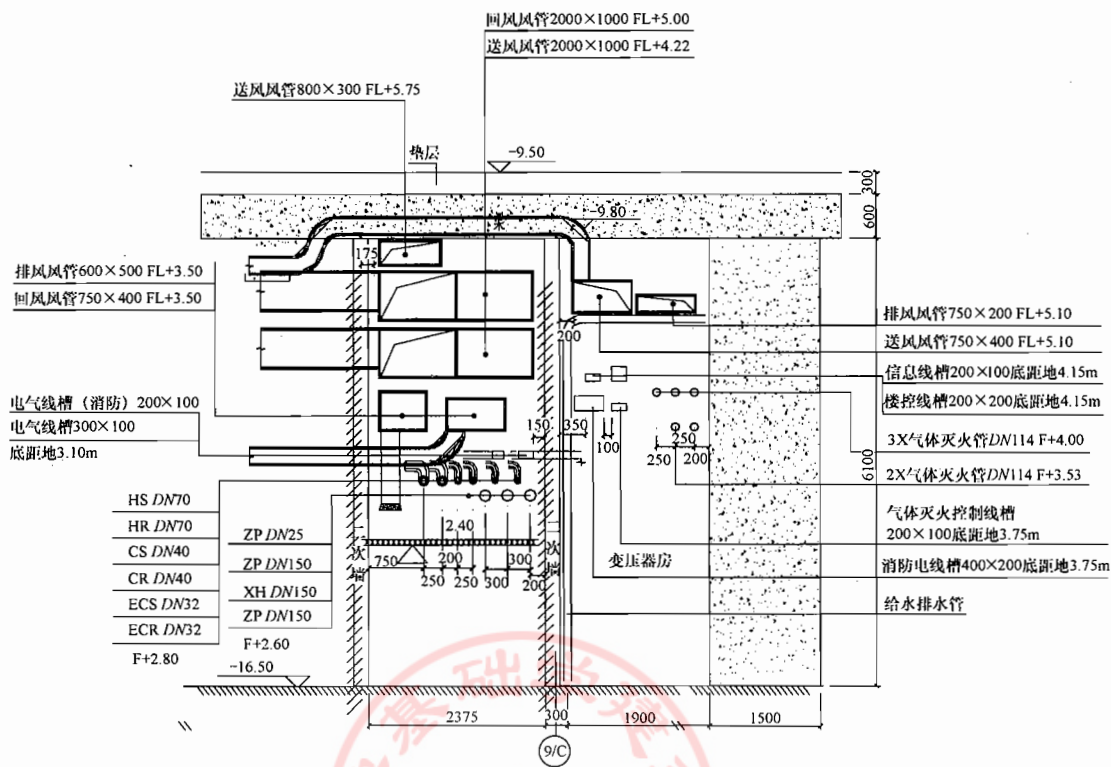 回风风管2000×1000 FL+5.00
送风风管2000×1000 FL+4.22
送风风管800×300 FL+5.75
垫层
-9.50
300
600
梁
-9.80
175
排风风管600×500 FL+3.50
回风风管750×400 FL+3.50
200
排风风管750×200 FL+5.10
送风风管750×400 FL+5.10
信息线槽200×100底距地4.15m
楼控线槽200×200底距地4.15m
电气线槽（消防）200×100
电气线槽300×100
底距地3.10m
150
350
100
250
250
200
3X气体灭火管DN114 F+4.00
2X气体灭火管DN114 F+3.53
6100
HS DN70
HR DN70
CS DN40
CR DN40
ECS DN32
ECR DN32
F+2.80
ZP DN25
ZP DN150
XH DN150
ZP DN150
F+2.60
2.40
750
200
250
250
300
300
200
二次墙
二次墙
变压器房
气体灭火控制线槽
200×100底距地3.75m
消防电线槽400×200底距地3.75m
给水排水管
-16.50
2375
300
1900
1500
9/C
基础
建